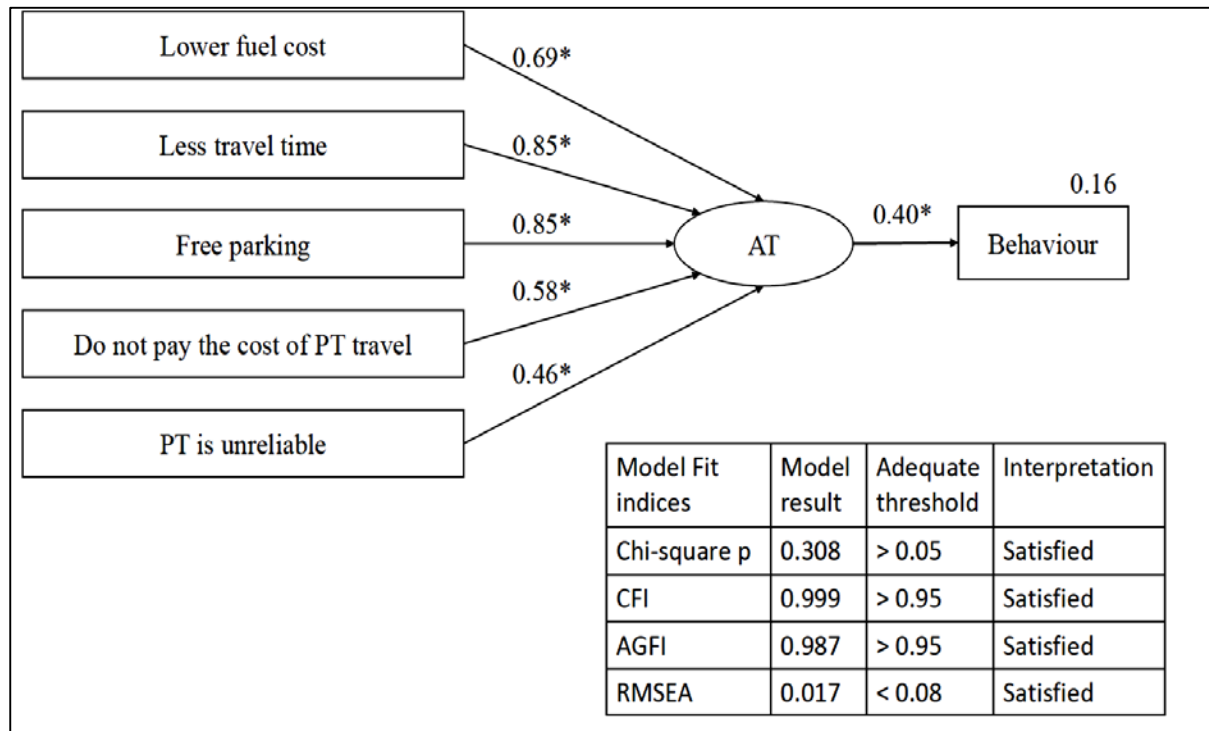 Lower fuel cost
0.69*
Less travel time
0.85*
Free parking
0.85*
Do not pay the cost of PT travel
0.58*
PT is unreliable
0.46*
AT
0.40*
0.16
Behaviour
Model Fit indices | Model result | Adequate threshold | Interpretation
Chi-square p | 0.308 | > 0.05 | Satisfied
CFI | 0.999 | > 0.95 | Satisfied
AGFI | 0.987 | > 0.95 | Satisfied
RMSEA | 0.017 | < 0.08 | Satisfied